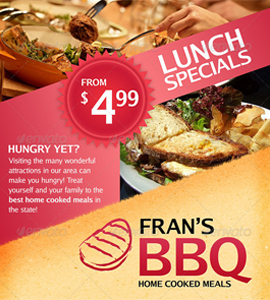 LUNCH
SPECIALS
FROM
$4.99
HUNGRY YET?
Visiting the many wonderful
attractions in our area can
make you hungry! Treat
yourself and your family to the
best home cooked meals in
the state!
FRAN'S
BBQ
HOME COOKED MEALS